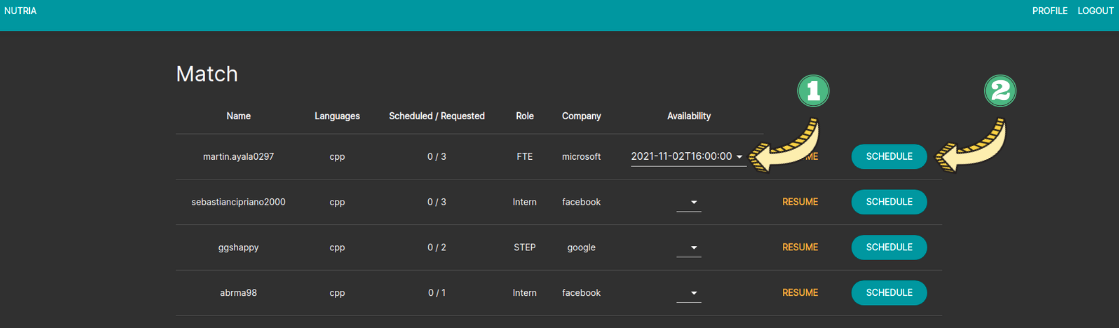 NUTRIA PROFILE LOGOUT
Match
1 2
Name Languages Scheduled / Requested Role Company Availability
martin.ayala0297 cpp 0 / 3 FTE microsoft 2021-11-02T16:00:00 SCHEDULE
sebastiancipriano2000 cpp 0 / 3 Intern facebook RESUME SCHEDULE
ggshappy cpp 0 / 2 STEP google RESUME SCHEDULE
abrma98 cpp 0 / 1 Intern facebook RESUME SCHEDULE